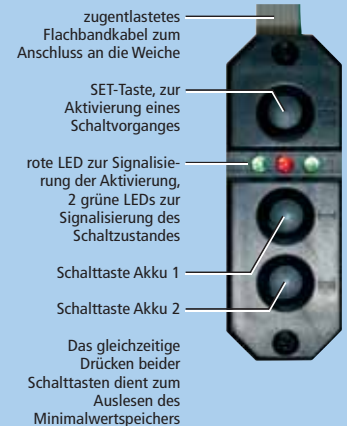 zugentlastetes
Flachbandkabel zum
Anschluss an die Weiche
SET-Taste, zur
Aktivierung eines
Schaltvorganges
rote LED zur Signalisie-
rung der Aktivierung,
2 grüne LEDs zur
Signalisierung des
Schaltzustandes
Schalttaste Akku 1
Schalttaste Akku 2
Das gleichzeitige
Drücken beider
Schalttasten dient zum
Auslesen des
Minimalwertspeichers